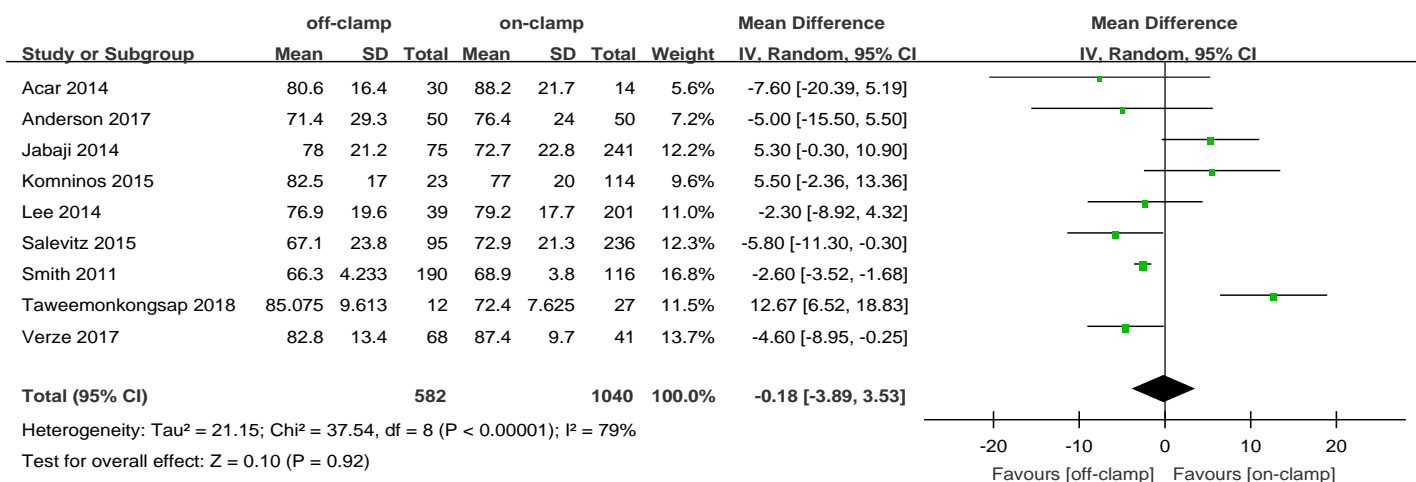 off-clamp on-clamp Mean Difference Mean Difference
Study or Subgroup Mean SD Total Mean SD Total Weight IV, Random, 95% CI IV, Random, 95% CI
Acar 2014 80.6 16.4 30 88.2 21.7 14 5.6% -7.60 [-20.39, 5.19]
Anderson 2017 71.4 29.3 50 76.4 24 50 7.2% -5.00 [-15.50, 5.50]
Jabaji 2014 78 21.2 75 72.7 22.8 241 12.2% 5.30 [-0.30, 10.90]
Komninos 2015 82.5 17 23 77 20 114 9.6% 5.50 [-2.36, 13.36]
Lee 2014 76.9 19.6 39 79.2 17.7 201 11.0% -2.30 [-8.92, 4.32]
Salevitz 2015 67.1 23.8 95 72.9 21.3 236 12.3% -5.80 [-11.30, -0.30]
Smith 2011 66.3 4.233 190 68.9 3.8 116 16.8% -2.60 [-3.52, -1.68]
Taweemonkongsap 2018 85.075 9.613 12 72.4 7.625 27 11.5% 12.67 [6.52, 18.83]
Verze 2017 82.8 13.4 68 87.4 9.7 41 13.7% -4.60 [-8.95, -0.25]
Total (95% CI) 582 1040 100.0% -0.18 [-3.89, 3.53]
Heterogeneity: Tau² = 21.15; Chi² = 37.54, df = 8 (P < 0.00001); I² = 79%
Test for overall effect: Z = 0.10 (P = 0.92)
-20 -10 0 10 20
Favours [off-clamp] Favours [on-clamp]